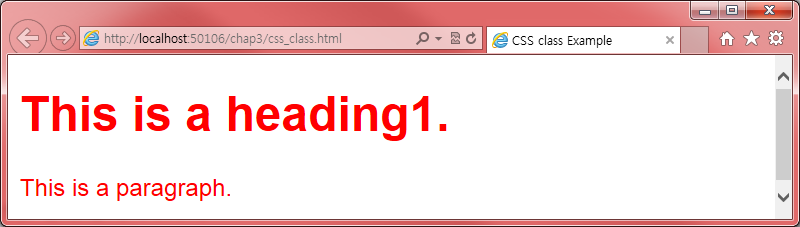 http://localhost:50106/chap3/css_class.html
CSS class Example
This is a heading1.
This is a paragraph.